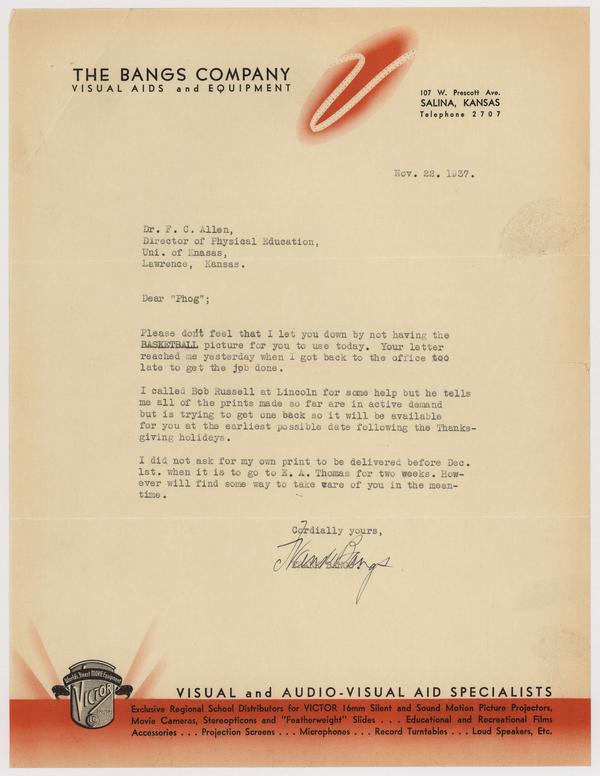 THE BANGS COMPANY
VISUAL AIDS and EQUIPMENT
V
107 W. Prescott Ave.
SALINA, KANSAS
Telephone 2707
Nov. 22. 1937.
Dr. F. C. Allen,
Director of Physical Education,
Uni. of Knasas,
Lawrence, Kansas.
Dear "Phog";
Please don't feel that I let you down by not having the
BASKETBALL picture for you to use today. Your letter
reached me yesterday when I got back to the office too
late to get the job done.
I called Bob Russell at Lincoln for some help but he tells
me all of the prints made so far are in active demand
but is trying to get one back so it will be available
for you at the earliest possible date following the Thanks-
giving holidays.
I did not ask for my own print to be delivered before Dec.
1st. when it is to go to E. A. Thomas for two weeks. How-
ever will find some way to take care of you in the mean-
time.
Cordially yours,
Bangs
World's Finest MOVIE Equipment
VICTOR
VISUAL and AUDIO-VISUAL AID SPECIALISTS
Exclusive Regional School Distributors for VICTOR 16mm Silent and Sound Motion Picture Projectors,
Movie Cameras, Stereopticons and "Featherweight" Slides . . . Educational and Recreational Films
Accessories . . . Projection Screens . . . Microphones . . . Record Turntables . . . Loud Speakers, Etc.